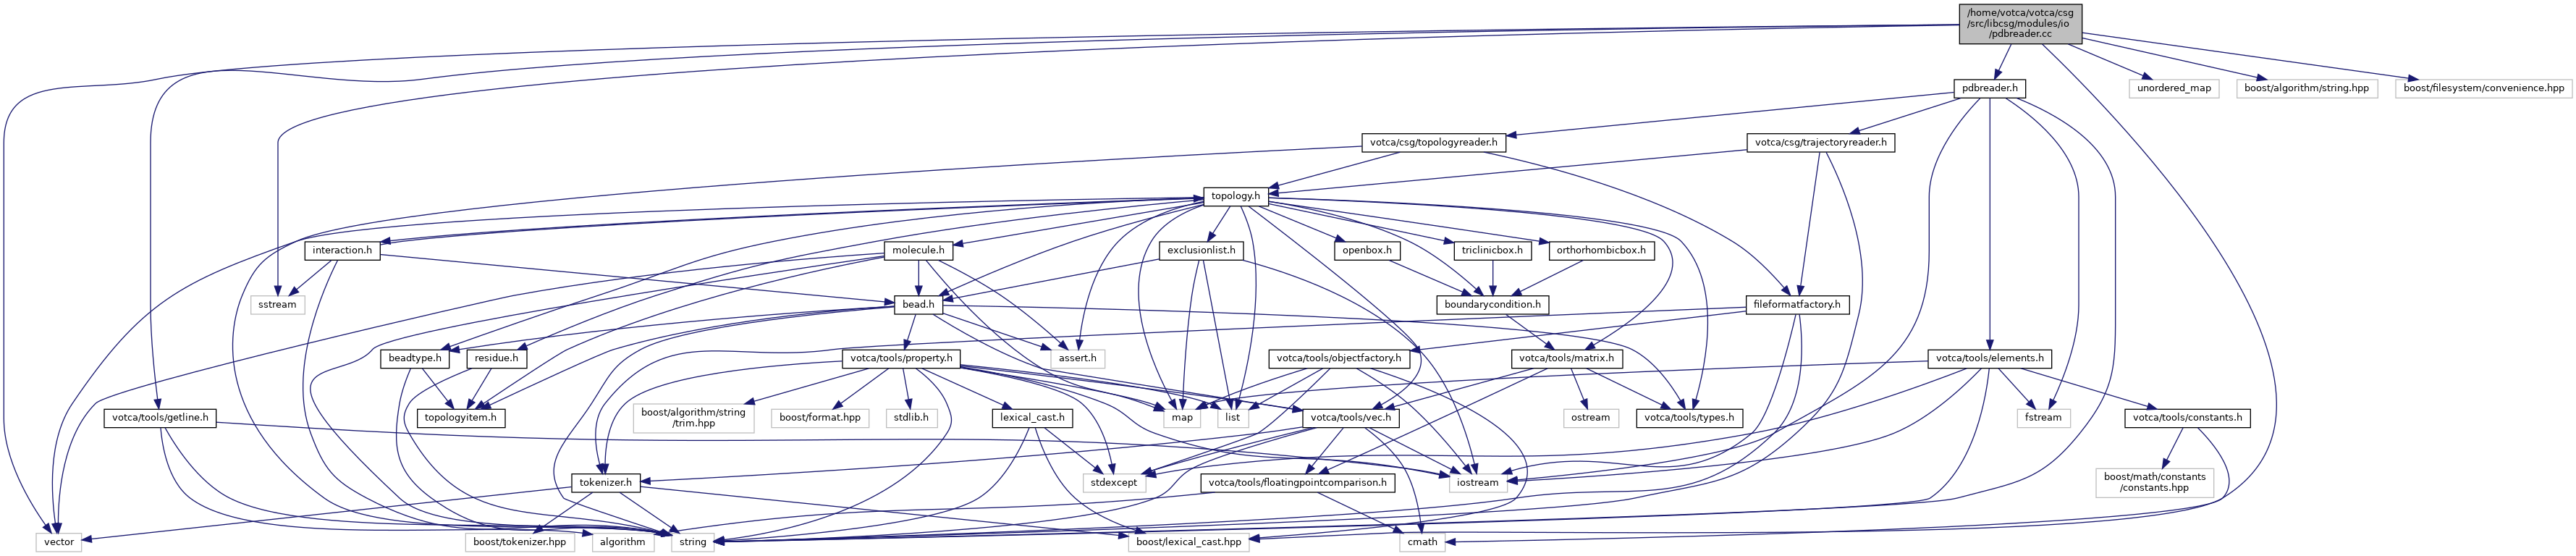 /home/votca/votca/csg
/src/libcsg/modules/io
/pdbreader.cc
pdbreader.h
unordered_map
boost/algorithm/string.hpp
boost/filesystem/convenience.hpp
votca/csg/topologyreader.h
votca/csg/trajectoryreader.h
topology.h
interaction.h
molecule.h
exclusionlist.h
openbox.h
triclinicbox.h
orthorhombicbox.h
sstream
bead.h
boundarycondition.h
fileformatfactory.h
beadtype.h
residue.h
votca/tools/property.h
assert.h
votca/tools/objectfactory.h
votca/tools/matrix.h
votca/tools/elements.h
votca/tools/getline.h
topologyitem.h
boost/algorithm/string
/trim.hpp
boost/format.hpp
stdlib.h
lexical_cast.h
map
list
votca/tools/vec.h
ostream
votca/tools/types.h
fstream
votca/tools/constants.h
tokenizer.h
stdexcept
votca/tools/floatingpointcomparison.h
iostream
boost/math/constants
/constants.hpp
vector
boost/tokenizer.hpp
algorithm
string
boost/lexical_cast.hpp
cmath